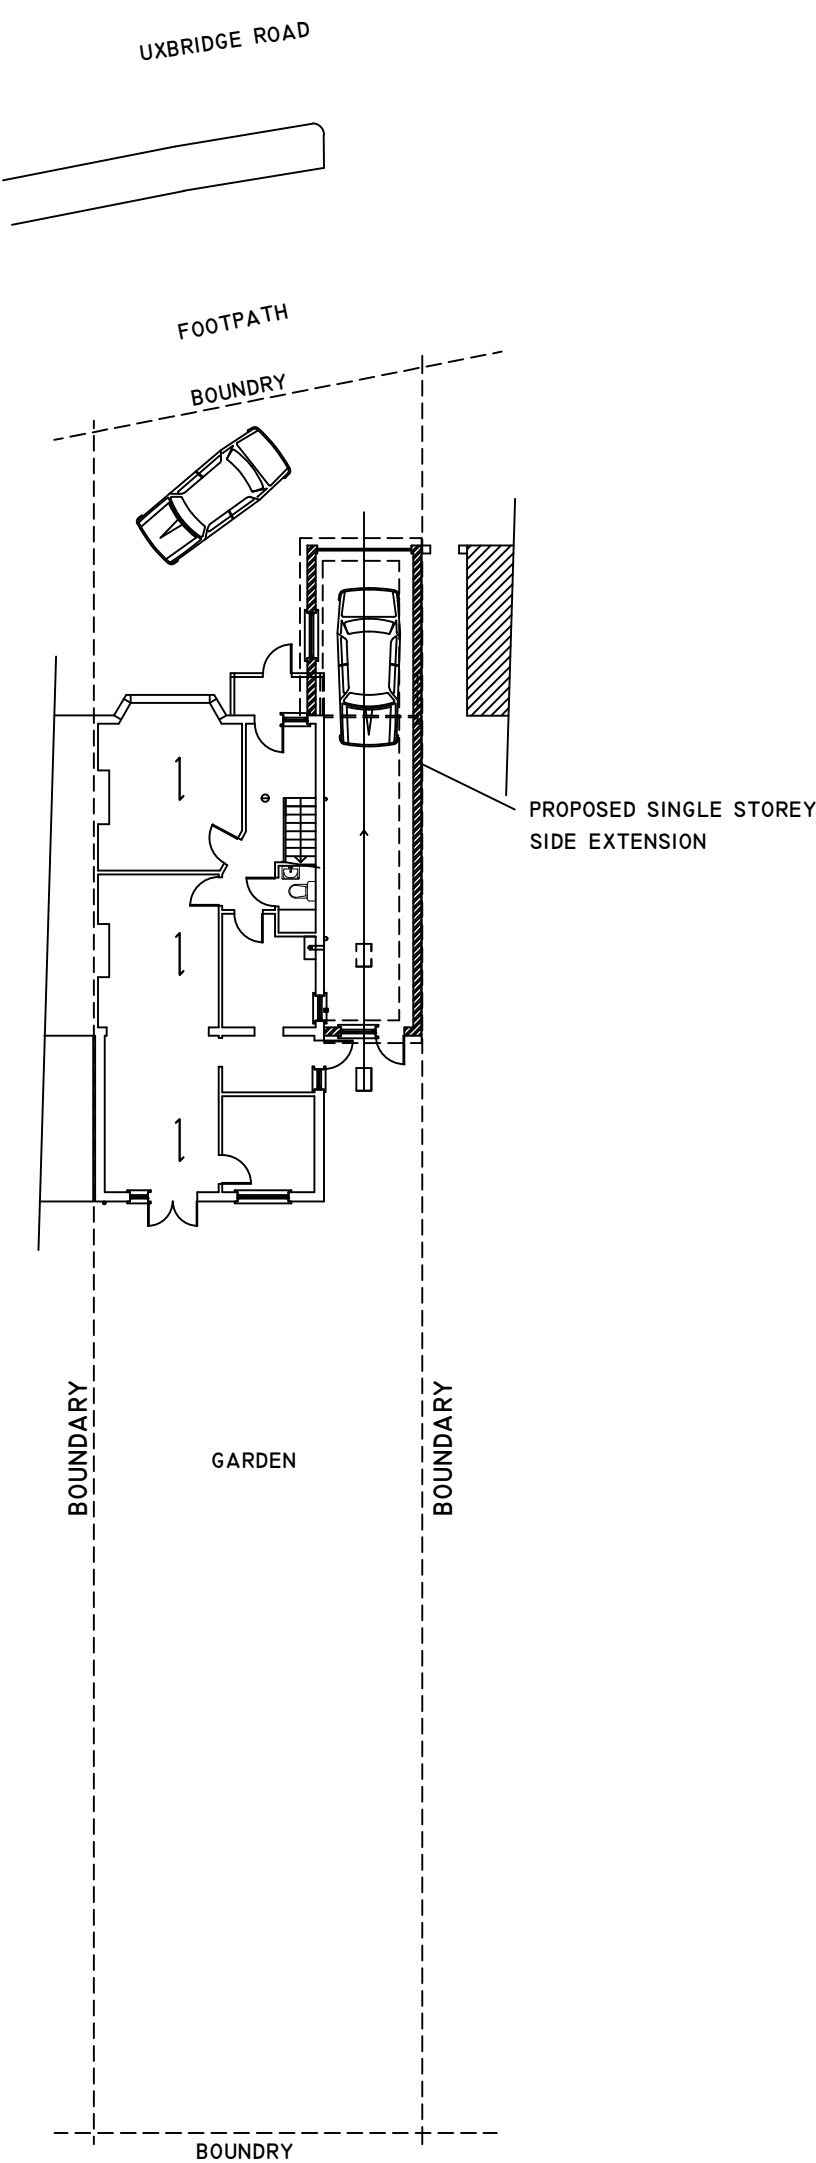 UXBRIDGE ROAD
FOOTPATH
BOUNDRY
PROPOSED SINGLE STOREY
SIDE EXTENSION
BOUNDARY
BOUNDARY
GARDEN
BOUNDRY